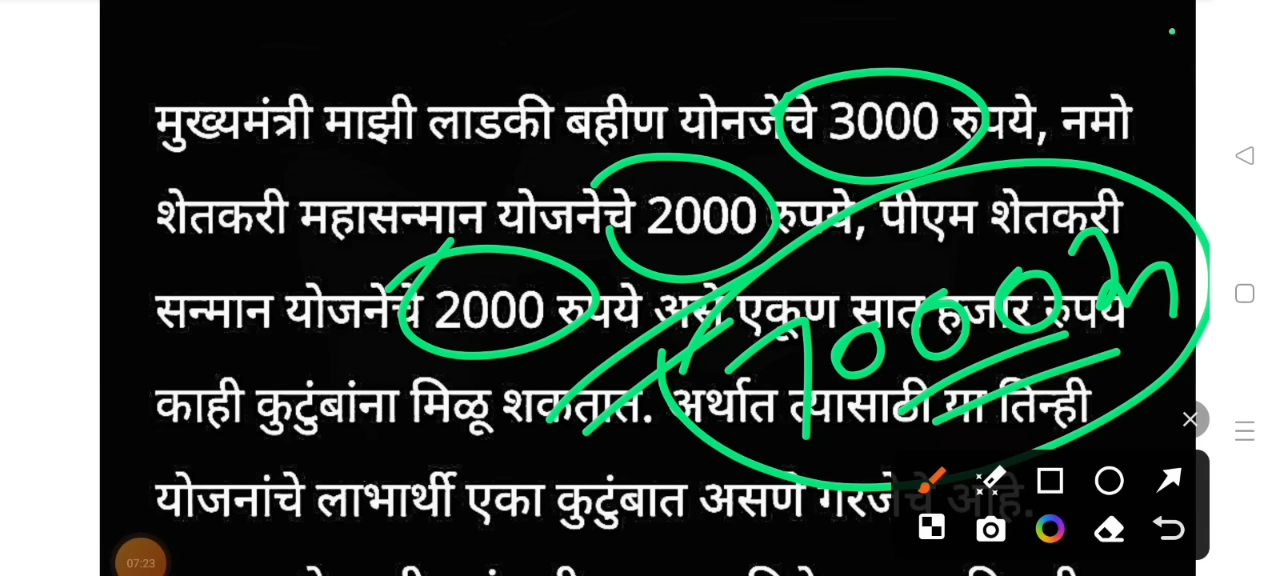 मुख्यमंत्री माझी लाडकी बहीण योनजेचे 3000 रुपये, नमो
शेतकरी महासन्मान योजनेचे 2000 रुपये, पीएम शेतकरी
सन्मान योजनेचे 2000 रुपये असे एकूण सात हजार रुपये
7000
काही कुटुंबांना मिळू शकतात. अर्थात त्यासाठी या तिन्ही
योजनांचे लाभार्थी एका कुटुंबात असणे गरजेचे आहे.
07:23